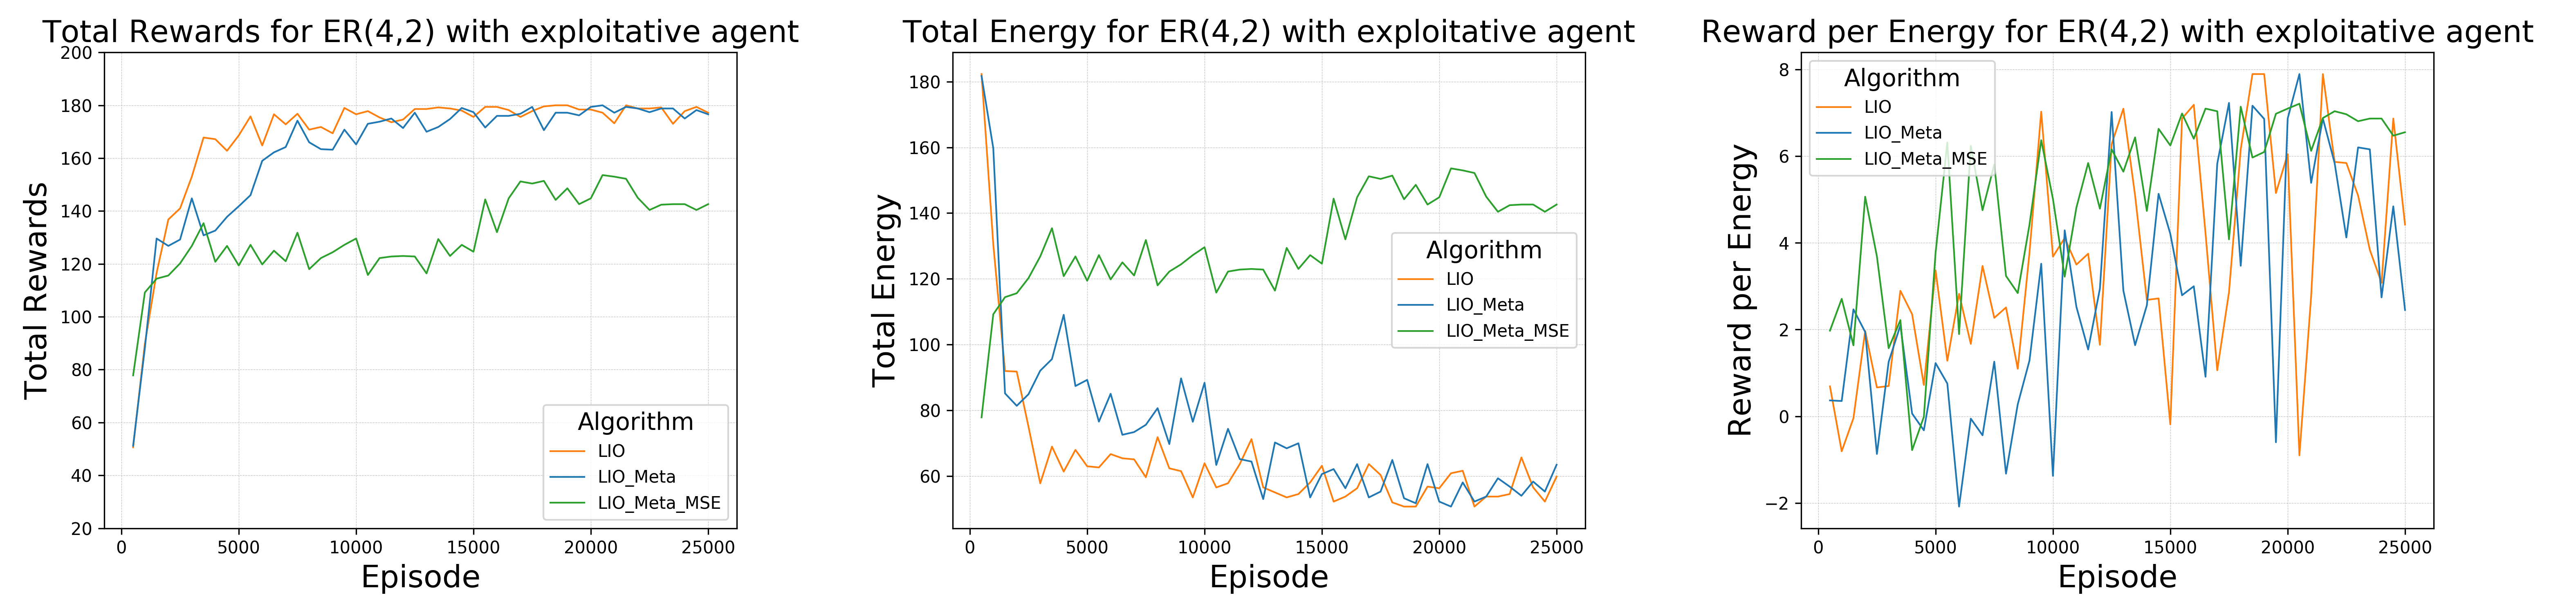 Total Rewards for ER(4,2) with exploitative agent
Total Rewards
200
180
160
140
120
100
80
60
40
20
Algorithm
LIO
LIO_Meta
LIO_Meta_MSE
0 5000 10000 15000 20000 25000
Episode
Total Energy for ER(4,2) with exploitative agent
Total Energy
180
160
140
120
100
80
60
Algorithm
LIO
LIO_Meta
LIO_Meta_MSE
0 5000 10000 15000 20000 25000
Episode
Reward per Energy for ER(4,2) with exploitative agent
Reward per Energy
8
6
4
2
0
−2
Algorithm
LIO
LIO_Meta
LIO_Meta_MSE
0 5000 10000 15000 20000 25000
Episode